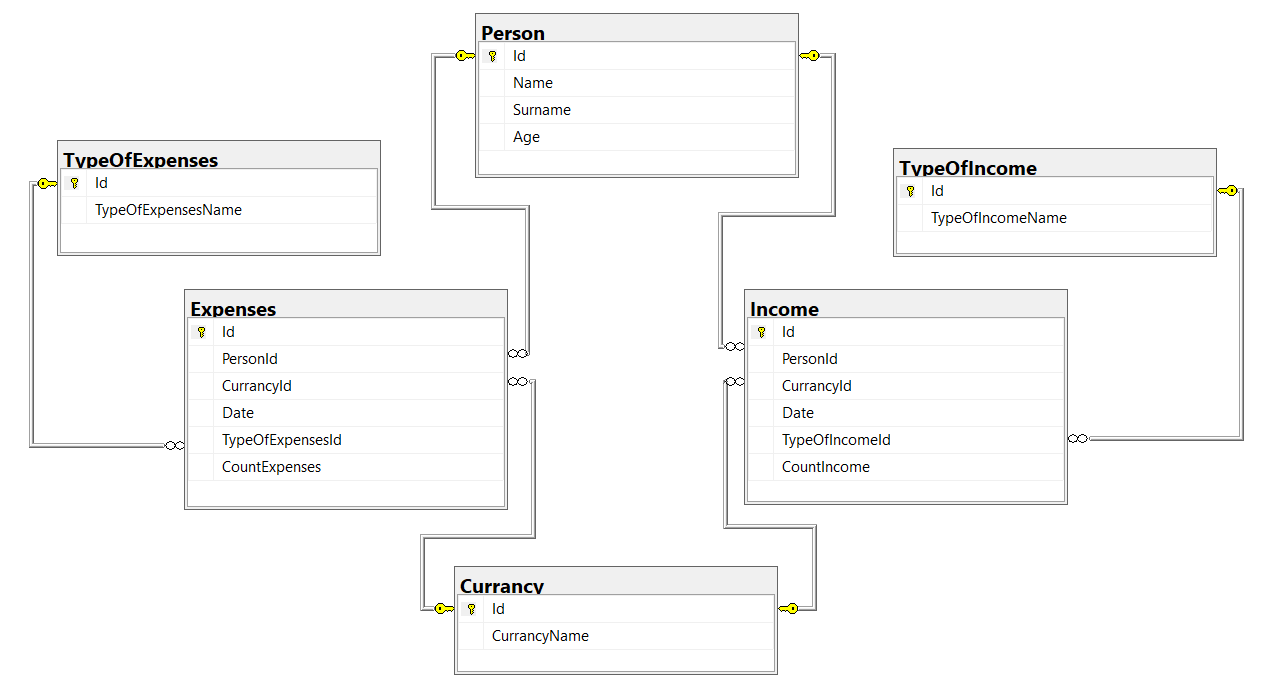 Person
Id
Name
Surname
Age
TypeOfExpenses
Id
TypeOfExpensesName
TypeOfIncome
Id
TypeOfIncomeName
Expenses
Id
PersonId
CurrancyId
Date
TypeOfExpensesId
CountExpenses
Income
Id
PersonId
CurrancyId
Date
TypeOfIncomeId
CountIncome
Currancy
Id
CurrancyName